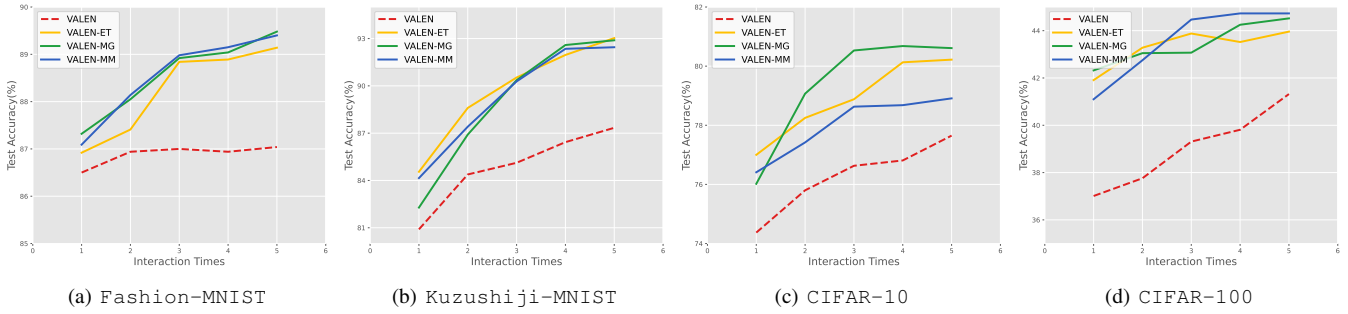 90
89
88
87
86
85
0
1
2
3
4
5
6
Test Accuracy(%)
Interaction Times
VALEN
VALEN-ET
VALEN-MG
VALEN-MM
(a) Fashion-MNIST
93
90
87
84
81
0
1
2
3
4
5
6
Test Accuracy(%)
Interaction Times
VALEN
VALEN-ET
VALEN-MG
VALEN-MM
(b) Kuzushiji-MNIST
82
80
78
76
74
0
1
2
3
4
5
6
Test Accuracy(%)
Interaction Times
VALEN
VALEN-ET
VALEN-MG
VALEN-MM
(c) CIFAR-10
44
42
40
38
36
0
1
2
3
4
5
6
Test Accuracy(%)
Interaction Times
VALEN
VALEN-ET
VALEN-MG
VALEN-MM
(d) CIFAR-100